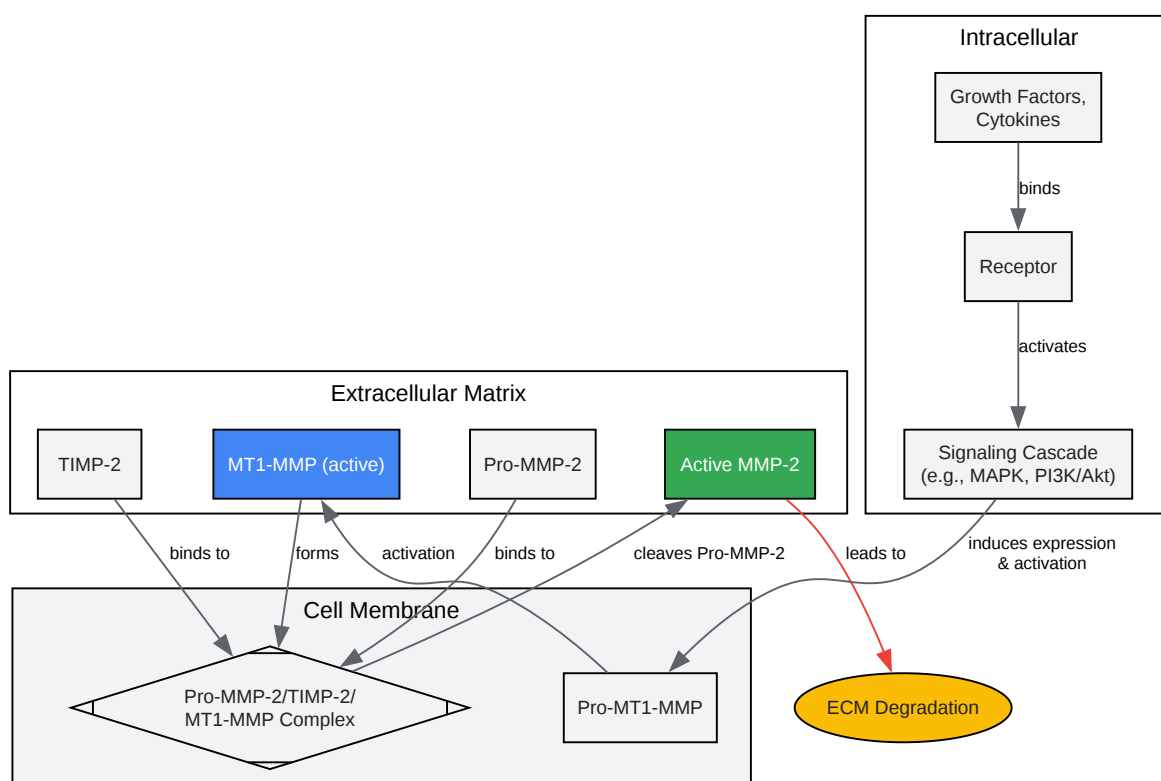 Intracellular
Growth Factors,
Cytokines
binds
Receptor
activates
Extracellular Matrix
TIMP-2
MT1-MMP (active)
Pro-MMP-2
Active MMP-2
Signaling Cascade
(e.g., MAPK, PI3K/Akt)
binds to
forms
activation
binds to
cleaves Pro-MMP-2
leads to
induces expression
& activation
Cell Membrane
Pro-MMP-2/TIMP-2/
MT1-MMP Complex
Pro-MT1-MMP
ECM Degradation